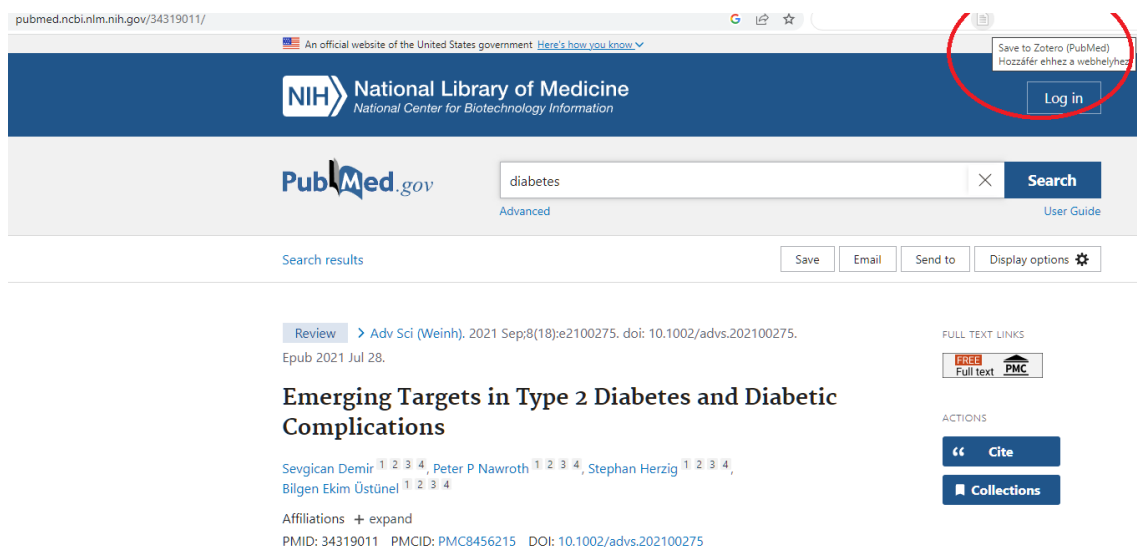 pubmed.ncbi.nlm.nih.gov/34319011/
Save to Zotero (PubMed)
Hozzáfér ehhez a webhelyhez
An official website of the United States government Here's how you know
NIH National Library of Medicine
National Center for Biotechnology Information
Log in
PubMed.gov
diabetes
Search
Advanced
User Guide
Search results
Save Email Send to Display options
Review Adv Sci (Weinh). 2021 Sep;8(18):e2100275. doi: 10.1002/advs.202100275.
Epub 2021 Jul 28.
Emerging Targets in Type 2 Diabetes and Diabetic
Complications
Sevgican Demir 1 2 3 4, Peter P Nawroth 1 2 3 4, Stephan Herzig 1 2 3 4,
Bilgen Ekim Üstünel 1 2 3 4
Affiliations + expand
PMID: 34319011 PMCID: PMC8456215 DOI: 10.1002/advs.202100275
FULL TEXT LINKS
FREE
Full text PMC
ACTIONS
Cite
Collections